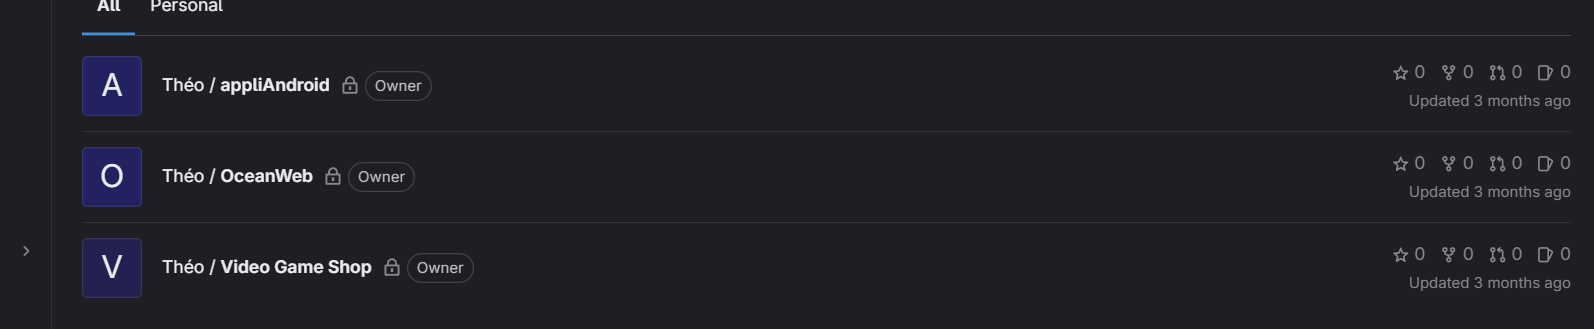 All Personal
A Théo / appliAndroid Owner 0 0 0 0
Updated 3 months ago
O Théo / OceanWeb Owner 0 0 0 0
Updated 3 months ago
V Théo / Video Game Shop Owner 0 0 0 0
Updated 3 months ago